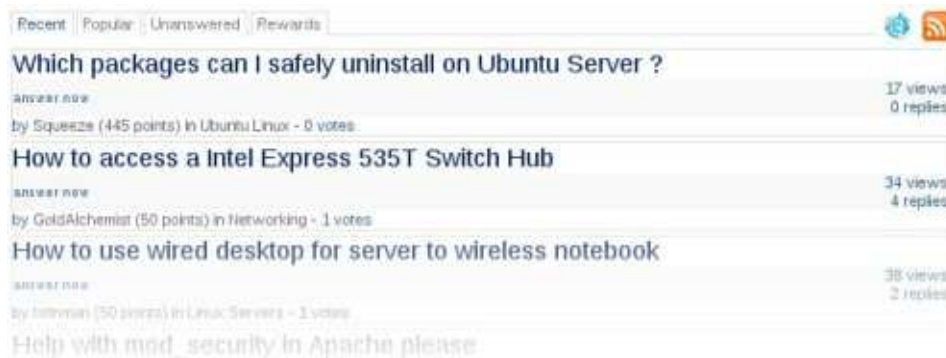 Recent Popular Unanswered Rewards
Which packages can I safely uninstall on Ubuntu Server ?
answer now
17 views
0 replies
by Squeeze (445 points) in Ubuntu Linux - 0 votes
How to access a Intel Express 535T Switch Hub
answer now
34 views
4 replies
by GoldAlchemist (50 points) in Networking - 1 votes
How to use wired desktop for server to wireless notebook
answer now
38 views
2 replies
by (50 points) in Linux Servers - 1 votes
Help with mod_security in Apache please